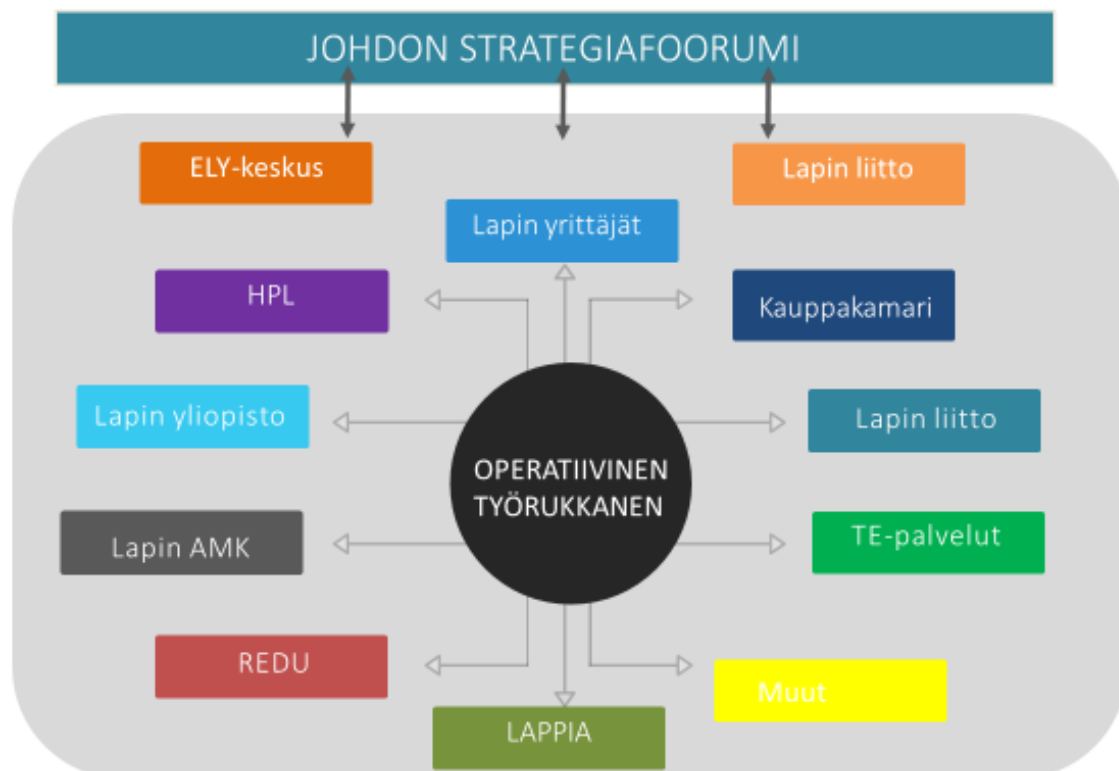 JOHDON STRATEGIAFOORUMI
ELY-keskus
Lapin liitto
Lapin yrittäjät
HPL
Kauppakamari
Lapin yliopisto
Lapin liitto
OPERATIIVINEN
TYÖRUKKANEN
Lapin AMK
TE-palvelut
REDU
Muut
LAPPIA